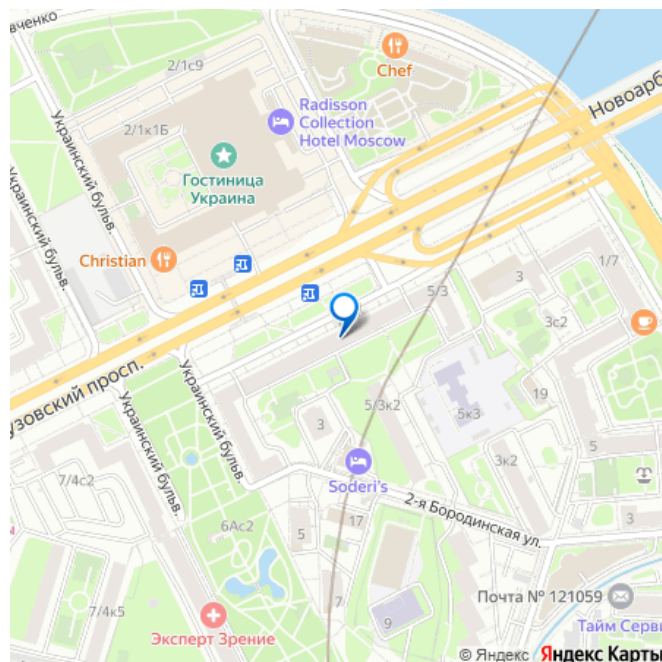 вченко
2/1с9
Chef
Новоарб
Radisson
Collection
Hotel Moscow
Украинский бульв.
2/1к1Б
Гостиница
Украина
Украинский бульв.
Christian
1/7
3
5/3
3с2
узовский просп.
Украинский бульв.
Украинский бульв.
19
5/3к2
5к3
3
5
3к2
7/4с2
Soderi's
2-я Бородинская ул.
6Ас2
17
5
3
7
Почта № 121059
7/4к5
9
Эксперт Зрение
Тайм Серви
© Яндекс Яндекс Карты